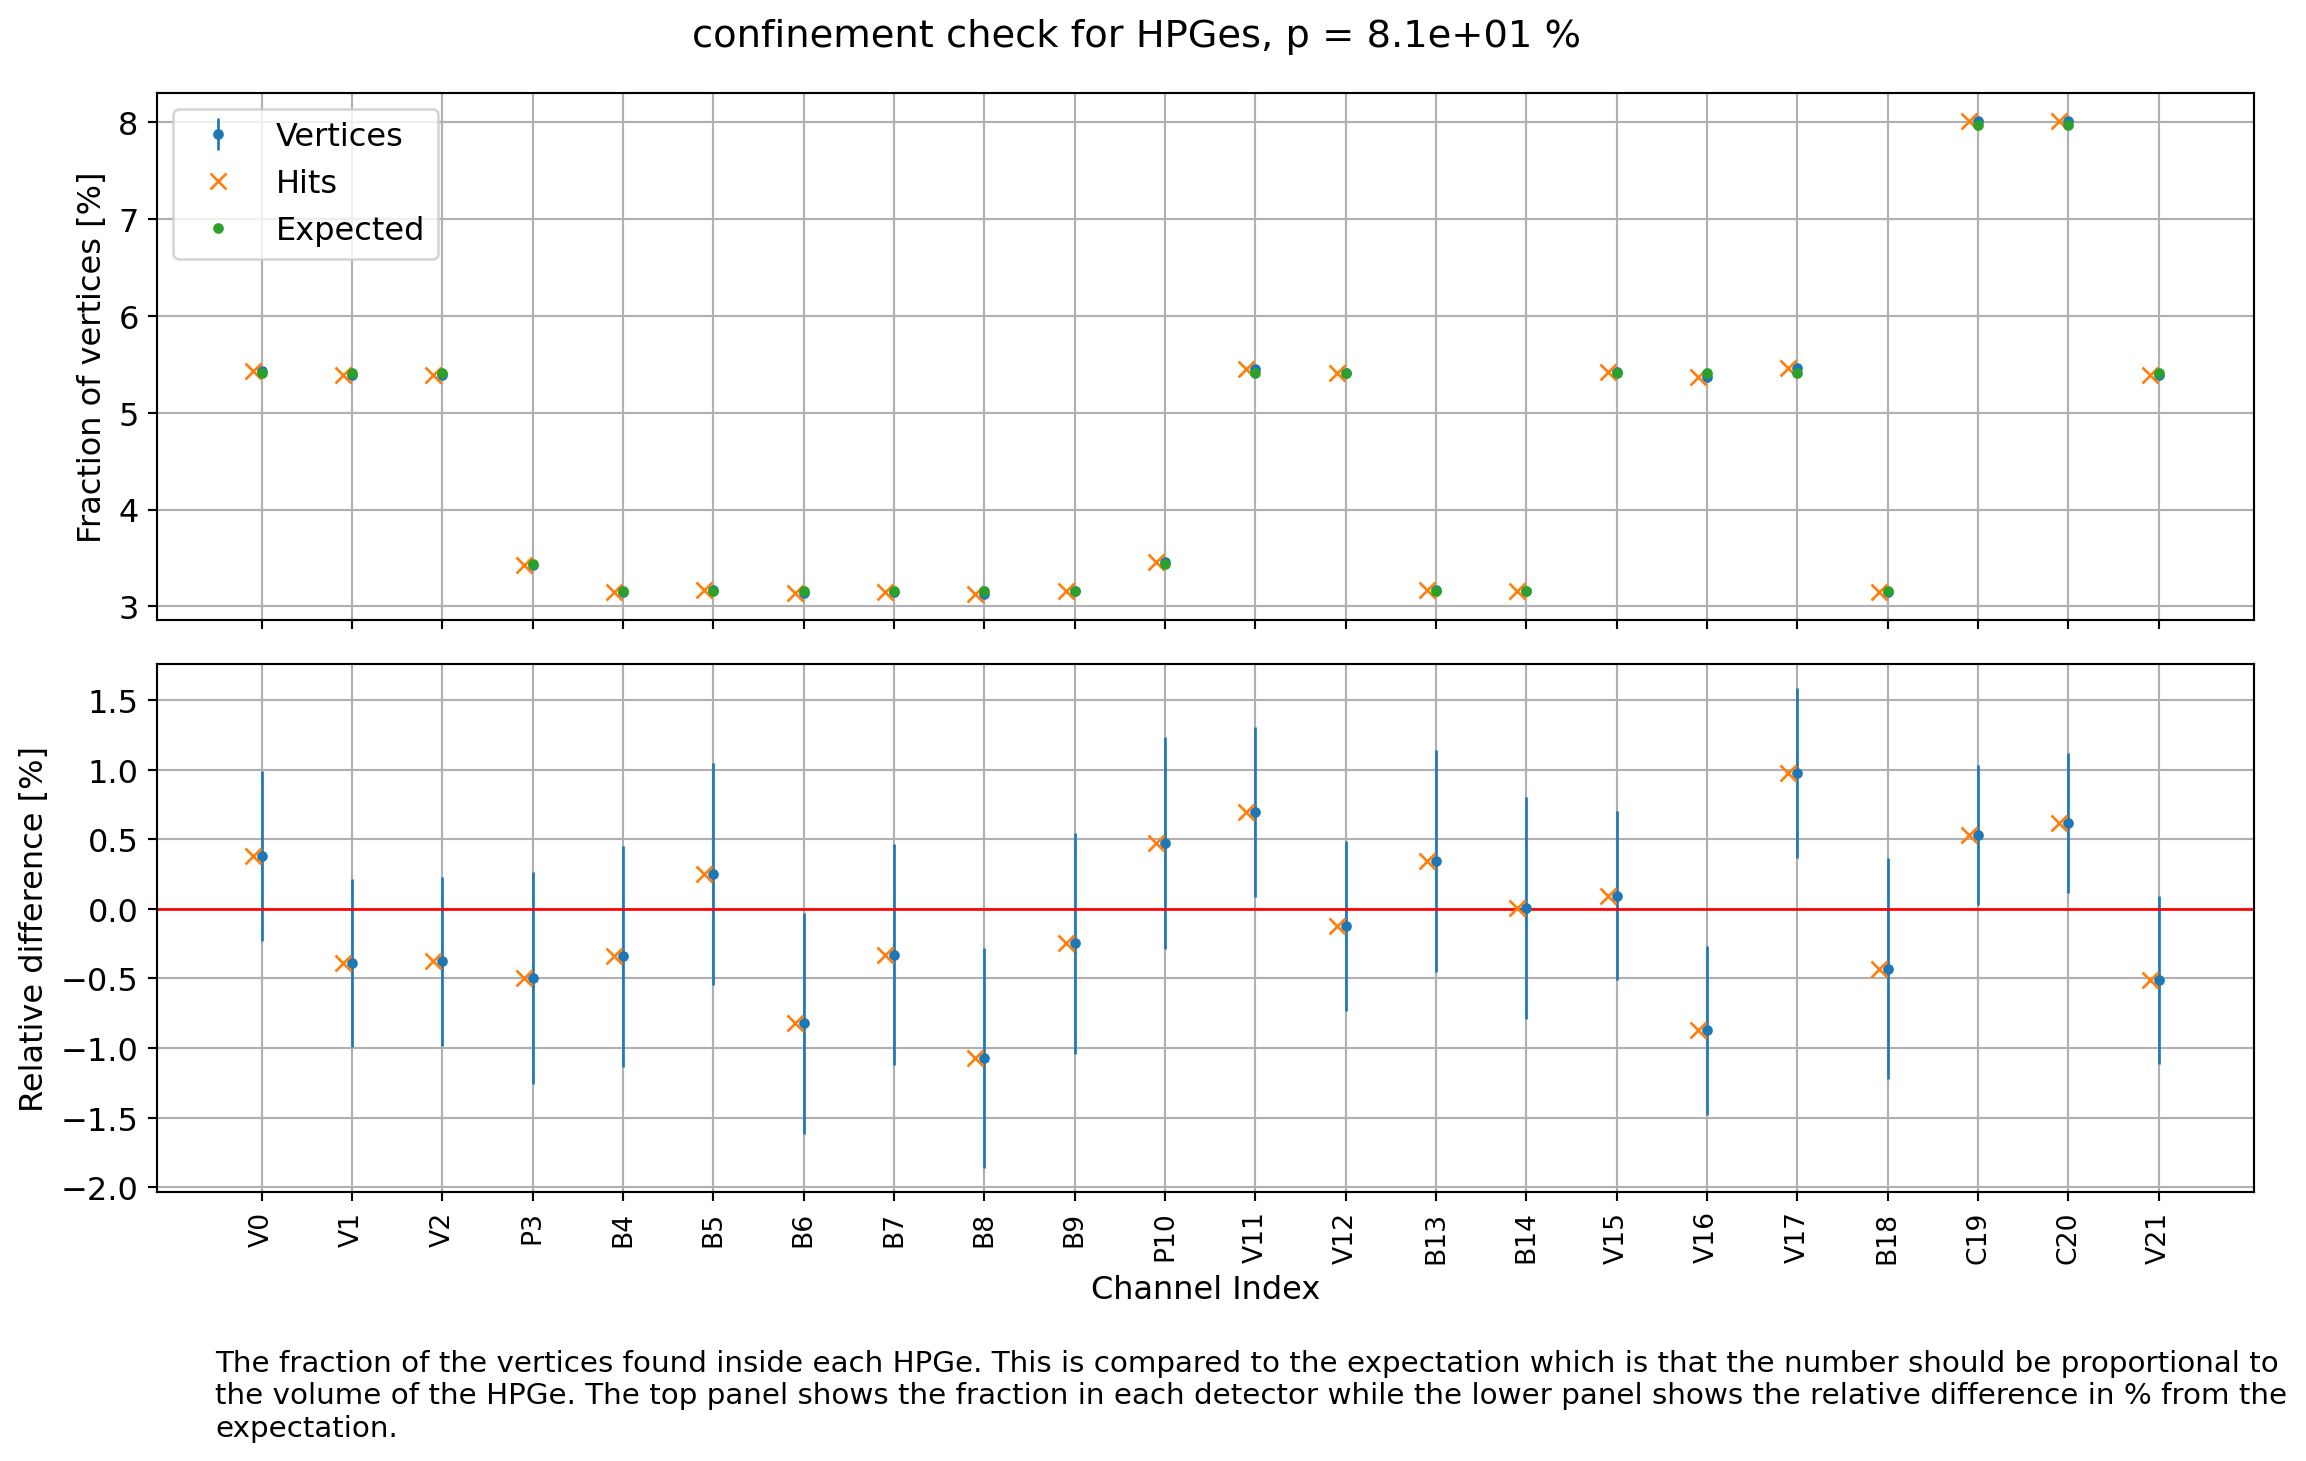 confinement check for HPGes, p = 8.1e+01 %
Fraction of vertices [%]
8
7
6
5
4
3
Vertices
Hits
Expected
Relative difference [%]
1.5
1.0
0.5
0.0
−0.5
−1.0
−1.5
−2.0
V0 V1 V2 P3 B4 B5 B6 B7 B8 B9 P10 V11 V12 B13 B14 V15 V16 V17 B18 C19 C20 V21
Channel Index
The fraction of the vertices found inside each HPGe. This is compared to the expectation which is that the number should be proportional to
the volume of the HPGe. The top panel shows the fraction in each detector while the lower panel shows the relative difference in % from the
expectation.